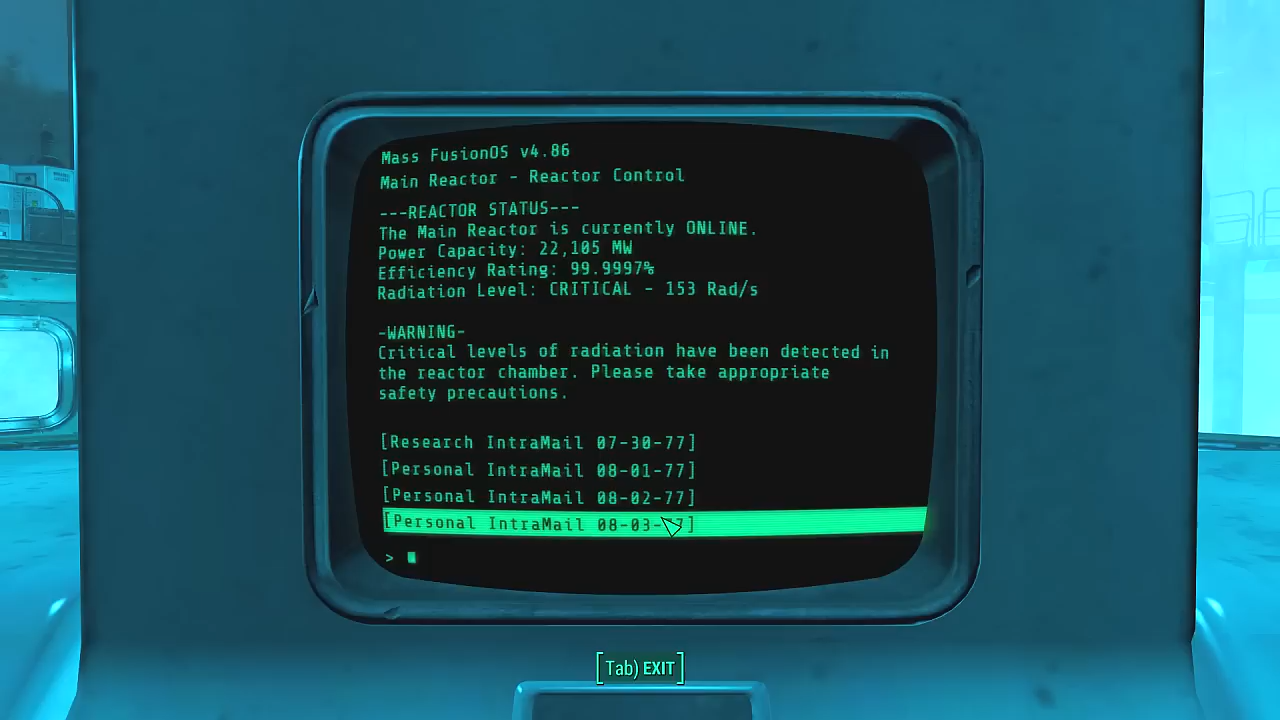 Mass FusionOS v4.86
Main Reactor - Reactor Control
---REACTOR STATUS---
The Main Reactor is currently ONLINE.
Power Capacity: 22,105 MW
Efficiency Rating: 99.9997%
Radiation Level: CRITICAL - 153 Rad/s
-WARNING-
Critical levels of radiation have been detected in
the reactor chamber. Please take appropriate
safety precautions.
[Research IntraMail 07-30-77]
[Personal IntraMail 08-01-77]
[Personal IntraMail 08-02-77]
[Personal IntraMail 08-03-77]
>
[Tab) EXIT]